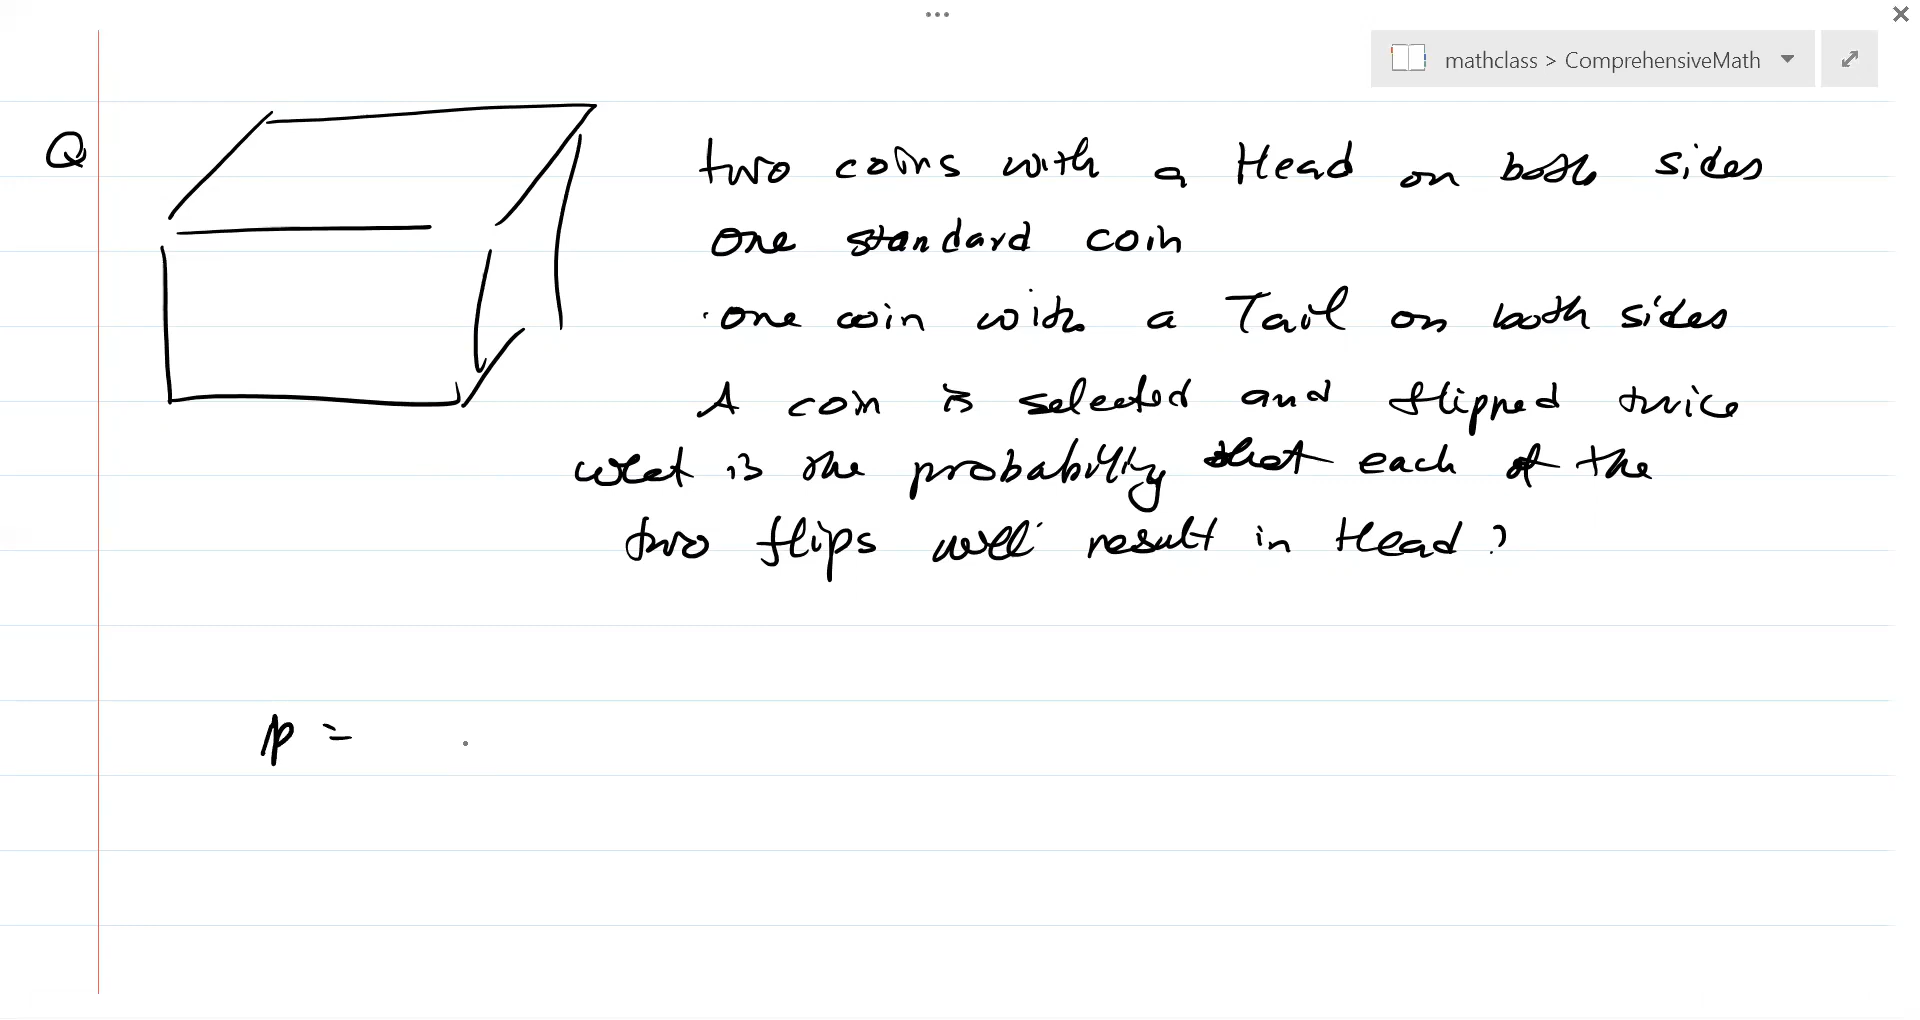 mathclass > ComprehensiveMath
Q
two coins with a Head on both sides
one standard coin
one coin with a Tail on both sides
A coin is selected and flipped twice
what is the probability that each of the
two flips will result in Head?
p =